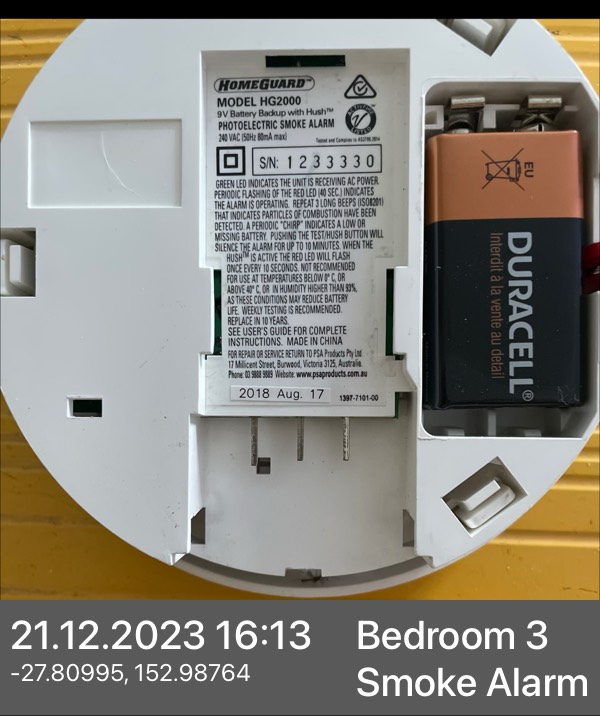 HOMEGUARD™
MODEL HG2000
9V Battery Backup with Hush™
PHOTOELECTRIC SMOKE ALARM
240 VAC (50Hz 80mA max)
Tested and Complies to AS3786.2014
S/N: 1 2 3 3 3 3 0
GREEN LED INDICATES THE UNIT IS RECEIVING AC POWER.
PERIODIC FLASHING OF THE RED LED (40 SEC.) INDICATES
THE ALARM IS OPERATING. REPEAT 3 LONG BEEPS (ISO8201)
THAT INDICATES PARTICLES OF COMBUSTION HAVE BEEN
DETECTED. A PERIODIC "CHIRP" INDICATES A LOW OR
MISSING BATTERY. PUSHING THE TEST/HUSH BUTTON WILL
SILENCE THE ALARM FOR UP TO 10 MINUTES. WHEN THE
HUSH™ IS ACTIVE THE RED LED WILL FLASH
ONCE EVERY 10 SECONDS. NOT RECOMMENDED
FOR USE AT TEMPERATURES BELOW 0° C, OR
ABOVE 40° C, OR IN HUMIDITY HIGHER THAN 93%,
AS THESE CONDITIONS MAY REDUCE BATTERY
LIFE. WEEKLY TESTING IS RECOMMENDED.
REPLACE IN 10 YEARS.
SEE USER'S GUIDE FOR COMPLETE
INSTRUCTIONS. MADE IN CHINA
FOR REPAIR OR SERVICE RETURN TO PSA Products Pty Ltd.
17 Millicent Street, Burwood, Victoria 3125, Australia.
Phone: 03 9888 9889 Website: www.psaproducts.com.au
2018 Aug. 17
1397-7101-00
EU
DURACELL®
Interdit à la vente au détail
21.12.2023 16:13
-27.80995, 152.98764
Bedroom 3
Smoke Alarm